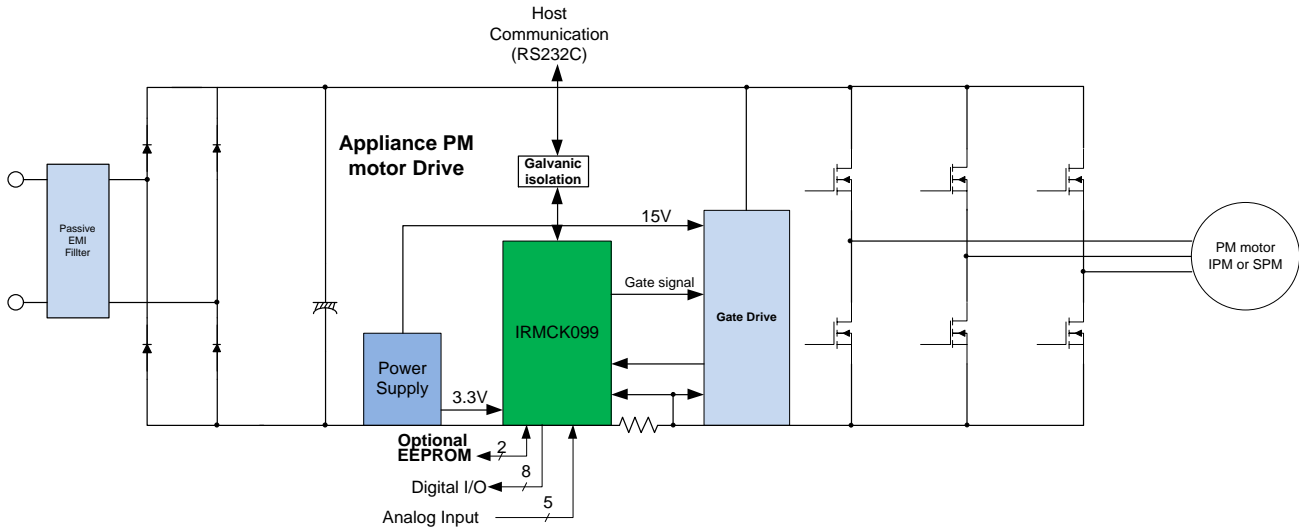 Host
Communication
(RS232C)
Appliance PM
motor Drive
Galvanic
isolation
15V
Passive
EMI
Fillter
Gate signal
PM motor
IPM or SPM
Gate Drive
IRMCK099
Power
Supply
3.3V
Optional
EEPROM
2
Digital I/O
8
Analog Input
5